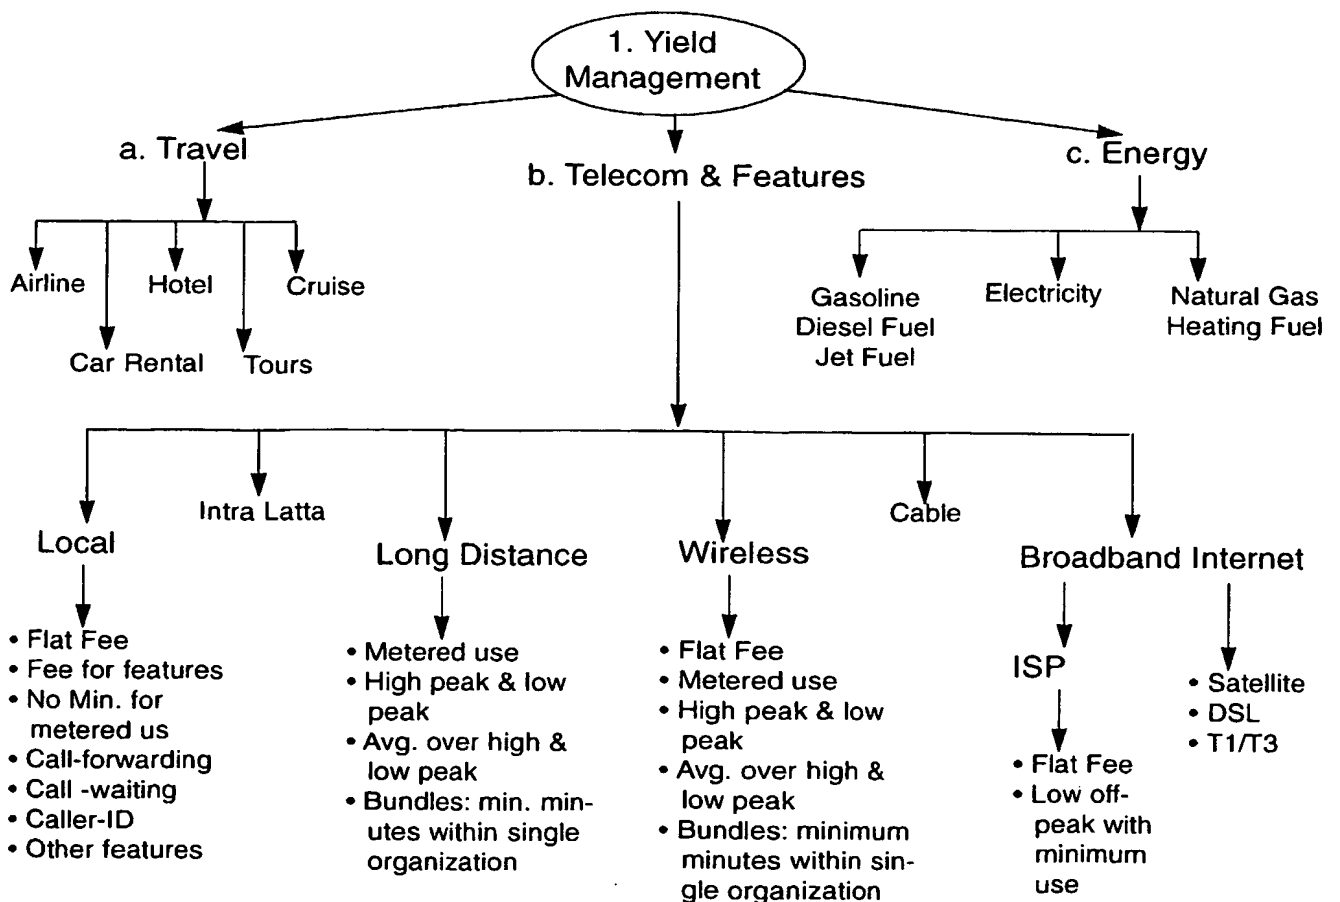 1. Yield
Management
a. Travel
b. Telecom & Features
c. Energy
Airline
Hotel
Cruise
Car Rental
Tours
Gasoline
Diesel Fuel
Jet Fuel
Electricity
Natural Gas
Heating Fuel
Local
• Flat Fee
• Fee for features
• No Min. for
metered us
• Call-forwarding
• Call -waiting
• Caller-ID
• Other features
Intra Latta
Long Distance
• Metered use
• High peak & low
peak
• Avg. over high &
low peak
• Bundles: min. min-
utes within single
organization
Wireless
• Flat Fee
• Metered use
• High peak & low
peak
• Avg. over high &
low peak
• Bundles: minimum
minutes within sin-
gle organization
Cable
Broadband Internet
ISP
• Flat Fee
• Low off-
peak with
minimum
use
• Satellite
• DSL
• T1/T3